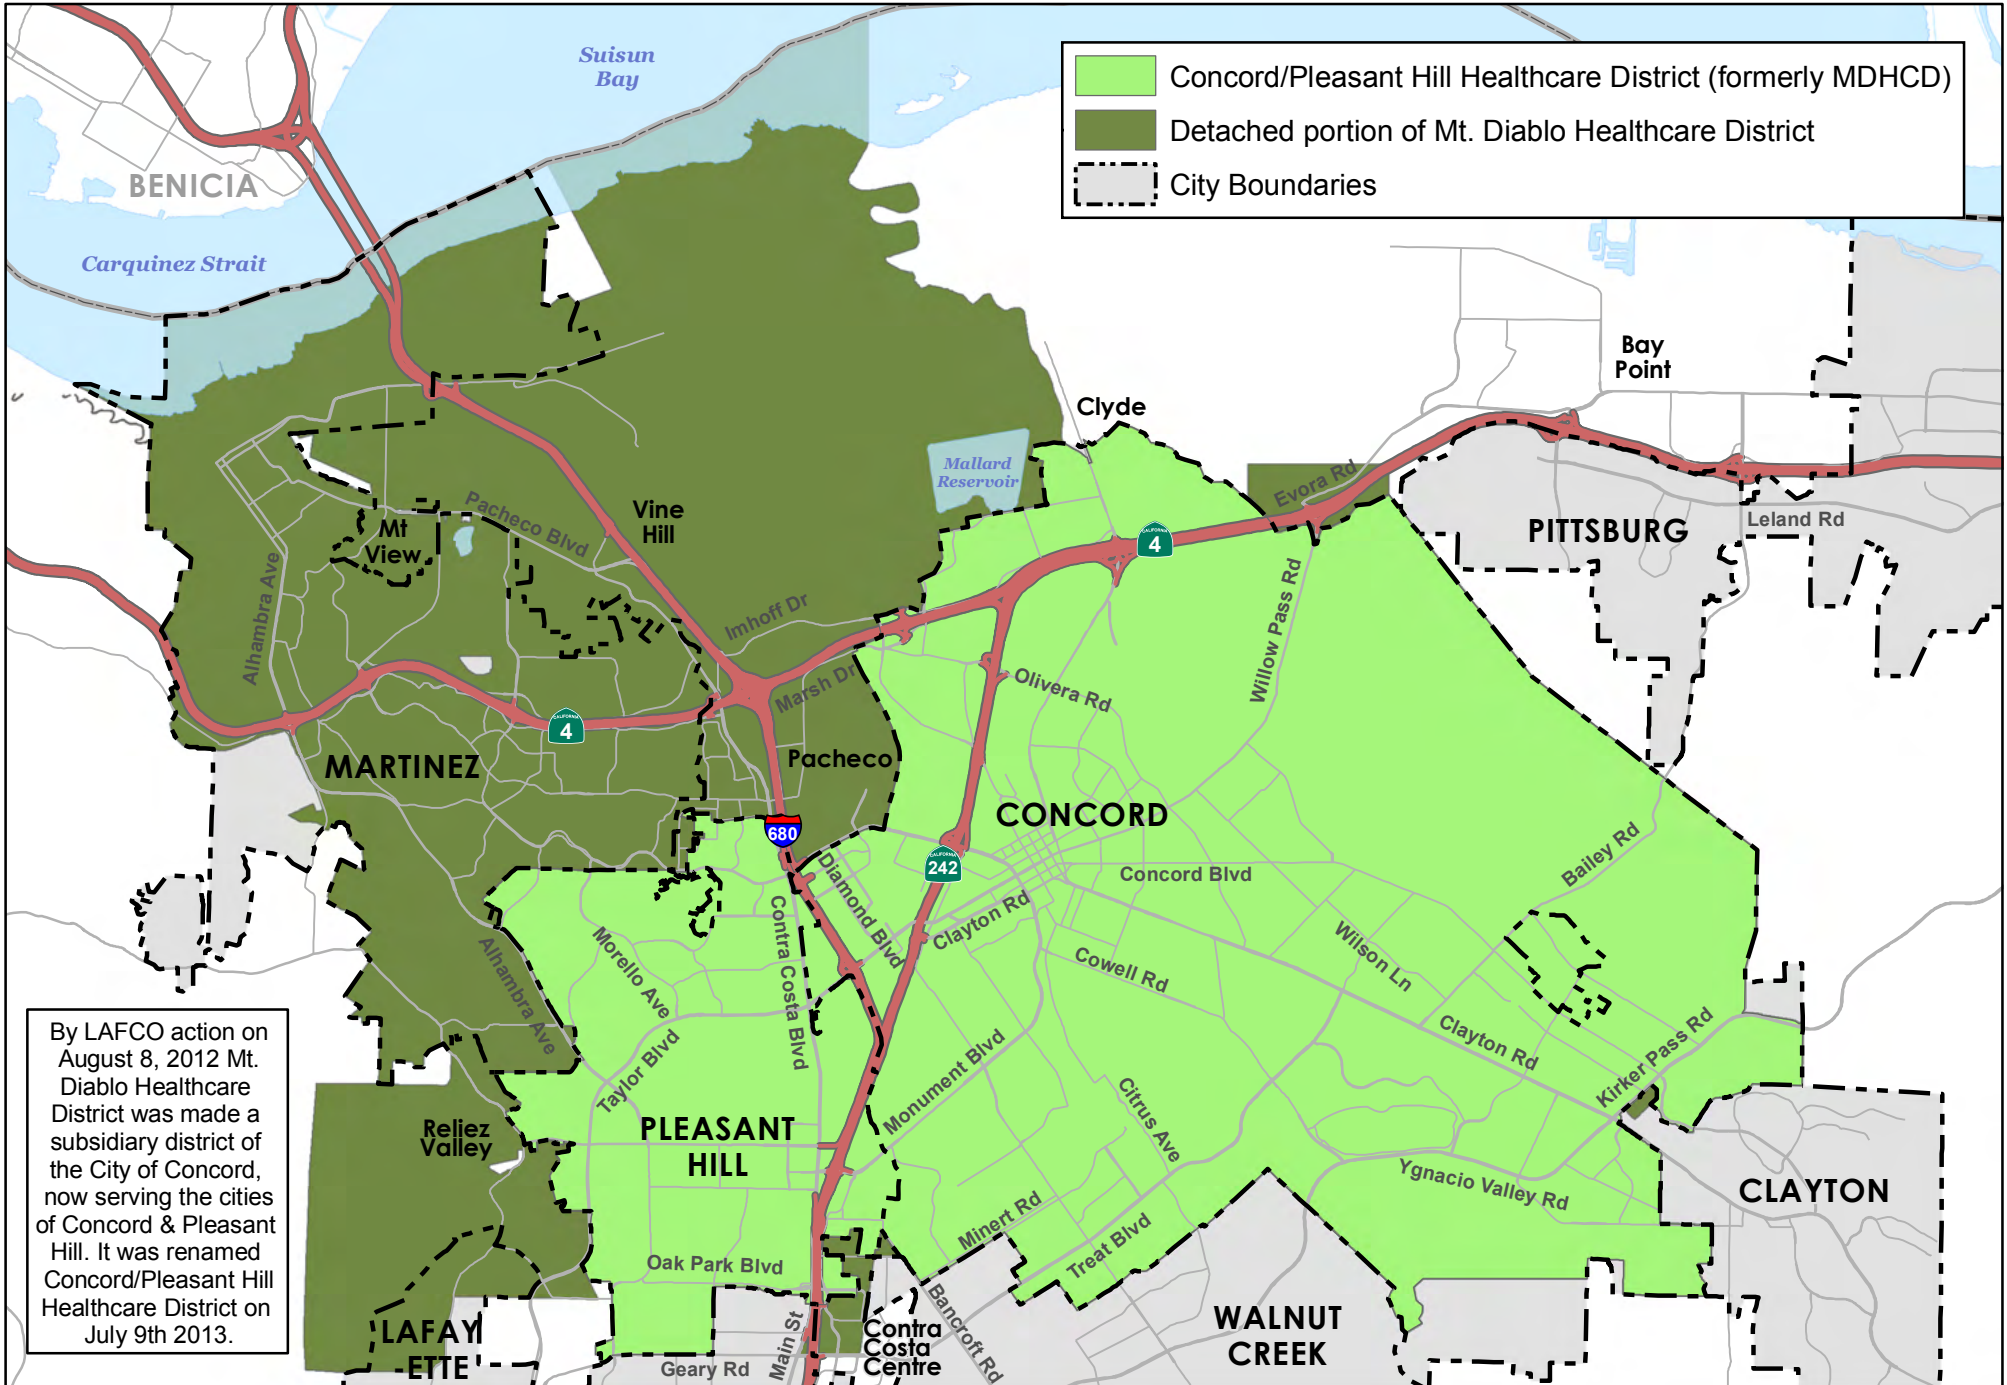 Suisun
Bay
Concord/Pleasant Hill Healthcare District (formerly MDHCD)
Detached portion of Mt. Diablo Healthcare District
City Boundaries
BENICIA
Carquinez Strait
Bay
Point
Clyde
Mallard
Reservoir
Evora Rd
Vine
Hill
Pacheco Blvd
Mt
View
PITTSBURG
Leland Rd
CALIFORNIA
4
Alhambra Ave
Imhoff Dr
Willow Pass Rd
Marsh Dr
Olivera Rd
CALIFORNIA
4
MARTINEZ
Pacheco
CONCORD
680
Diamond Blvd
CALIFORNIA
242
Concord Blvd
Bailey Rd
Clayton Rd
Contra Costa Blvd
Morello Ave
Alhambra Ave
Cowell Rd
Wilson Ln
Clayton Rd
Kirker Pass Rd
By LAFCO action on
August 8, 2012 Mt.
Diablo Healthcare
District was made a
subsidiary district of
the City of Concord,
now serving the cities
of Concord & Pleasant
Hill. It was renamed
Concord/Pleasant Hill
Healthcare District on
July 9th 2013.
Taylor Blvd
Monument Blvd
Citrus Ave
Reliez
Valley
PLEASANT
HILL
Ygnacio Valley Rd
CLAYTON
Minert Rd
Treat Blvd
Oak Park Blvd
Bancroft Rd
WALNUT
CREEK
LAFAY
-ETTE
Main St
Contra
Costa
Centre
Geary Rd